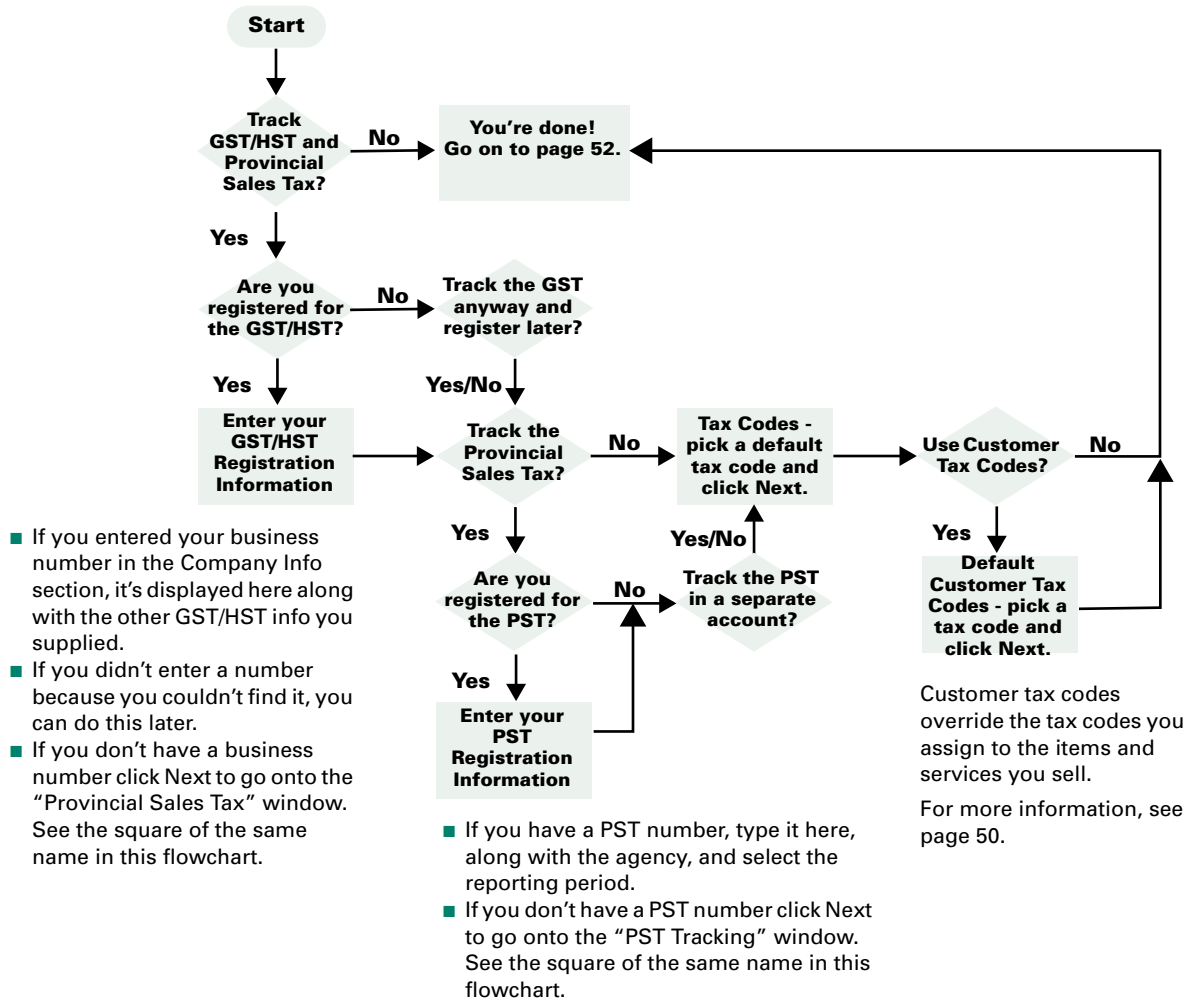 Start
Track
GST/HST and
Provincial
Sales Tax?
No
You're done!
Go on to page 52.
Yes
Are you
registered for
the GST/HST?
No
Track the GST
anyway and
register later?
Yes
Yes/No
Enter your
GST/HST
Registration
Information
Track the
Provincial
Sales Tax?
No
Tax Codes -
pick a default
tax code and
click Next.
Use Customer
Tax Codes?
No
Yes
Are you
registered for
the PST?
No
Yes/No
Track the PST
in a separate
account?
Yes
Default
Customer Tax
Codes - pick a
tax code and
click Next.
Yes
Enter your
PST
Registration
Information
■ If you entered your business
number in the Company Info
section, it's displayed here along
with the other GST/HST info you
supplied.
■ If you didn't enter a number
because you couldn't find it, you
can do this later.
■ If you don't have a business
number click Next to go onto the
“Provincial Sales Tax” window.
See the square of the same
name in this flowchart.
■ If you have a PST number, type it here,
along with the agency, and select the
reporting period.
■ If you don't have a PST number click Next
to go onto the “PST Tracking” window.
See the square of the same name in this
flowchart.
Customer tax codes
override the tax codes you
assign to the items and
services you sell.
For more information, see
page 50.